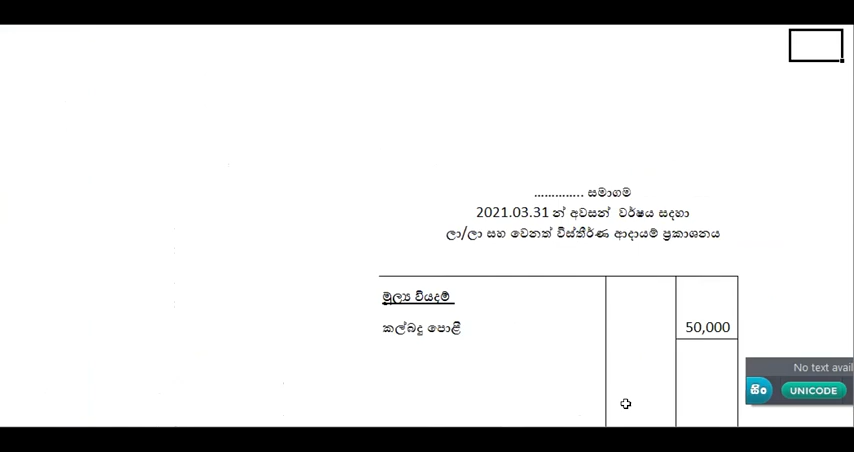 .............. සමාගම
2021.03.31 න් අවසන් වර්ෂය සදහා
ලා/ලා සහ වෙනත් විස්තීර්ණ ආදායම් ප්‍රකාශනය
මූල්‍ය වියදම්
කල්බදු පොළී 50,000
No text avail
සිං UNICODE